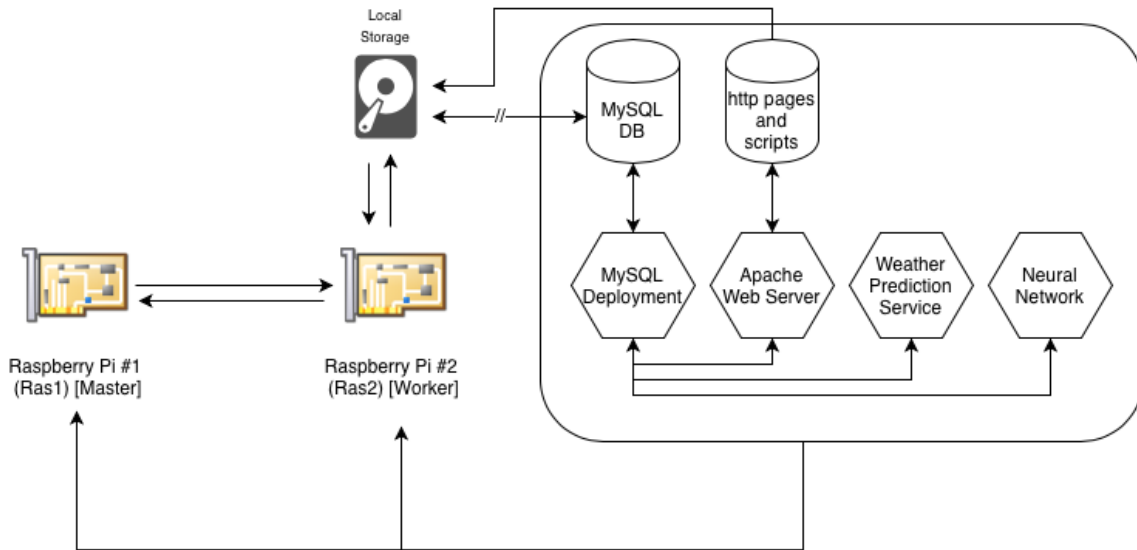 Local
Storage
MySQL
DB
//
http pages
and
scripts
MySQL
Deployment
Apache
Web Server
Weather
Prediction
Service
Neural
Network
Raspberry Pi #1
(Ras1) [Master]
Raspberry Pi #2
(Ras2) [Worker]